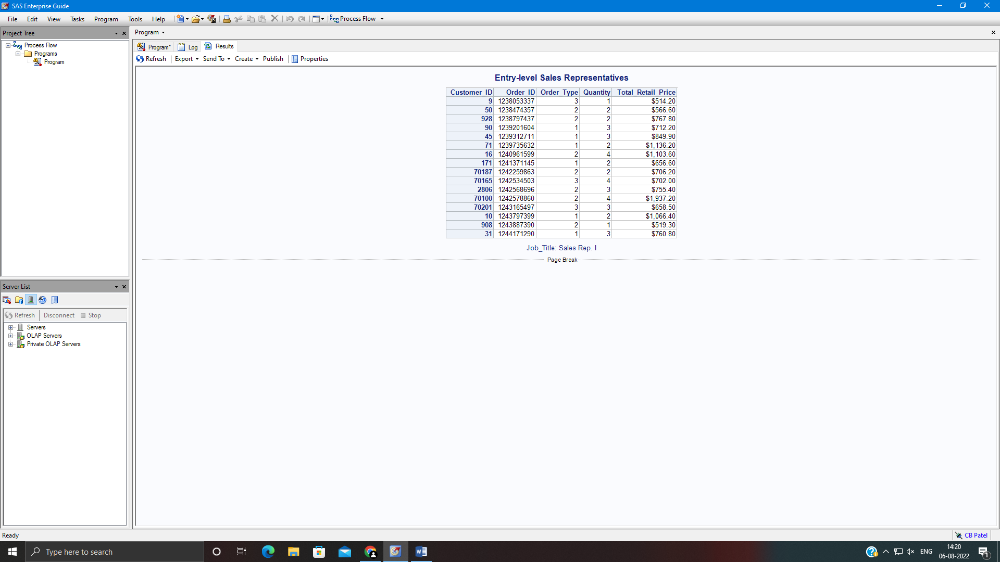 SAS Enterprise Guide
File Edit View Tasks Program Tools Help Process Flow
Project Tree
Process Flow
Programs
Program
Program
Program* Log Results
Refresh Export Send To Create Publish Properties
Entry-level Sales Representatives
Customer_ID Order_ID Order_Type Quantity Total_Retail_Price
9 1238053337 3 1 $514.20
50 1238474357 2 2 $566.60
928 1238797437 2 2 $767.80
90 1239201604 1 3 $712.20
45 1239312711 1 3 $849.90
71 1239735632 1 2 $1,136.20
16 1240961599 2 4 $1,103.60
171 1241371145 1 2 $656.60
70187 1242259863 2 2 $706.20
70165 1242534503 3 4 $702.00
2806 1242568696 2 3 $755.40
70100 1242578860 2 4 $1,937.20
70201 1243165497 3 3 $658.50
10 1243797399 1 2 $1,066.40
908 1243887390 2 1 $519.30
31 1244171290 1 3 $760.80
Job_Title: Sales Rep. I
Page Break
Server List
Refresh Disconnect Stop
Servers
OLAP Servers
Private OLAP Servers
Ready
CB Patel
Type here to search
ENG
14:20
06-08-2022
1